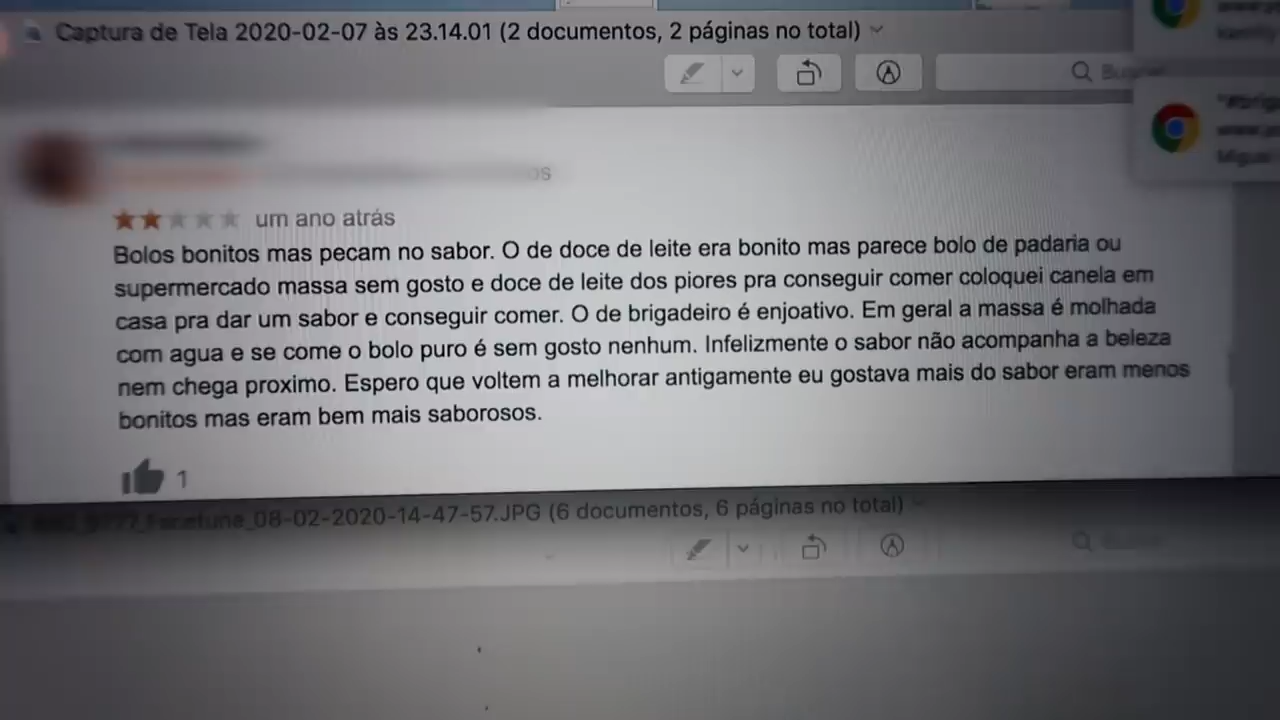 Captura de Tela 2020-02-07 às 23.14.01 (2 documentos, 2 páginas no total)
um ano atrás
Bolos bonitos mas pecam no sabor. O de doce de leite era bonito mas parece bolo de padaria ou
supermercado massa sem gosto e doce de leite dos piores pra conseguir comer coloquei canela em
casa pra dar um sabor e conseguir comer. O de brigadeiro é enjoativo. Em geral a massa é molhada
com agua e se come o bolo puro é sem gosto nenhum. Infelizmente o sabor não acompanha a beleza
nem chega proximo. Espero que voltem a melhorar antigamente eu gostava mais do sabor eram menos
bonitos mas eram bem mais saborosos.
1
Facetune_08-02-2020-14-47-57.JPG (6 documentos, 6 páginas no total)